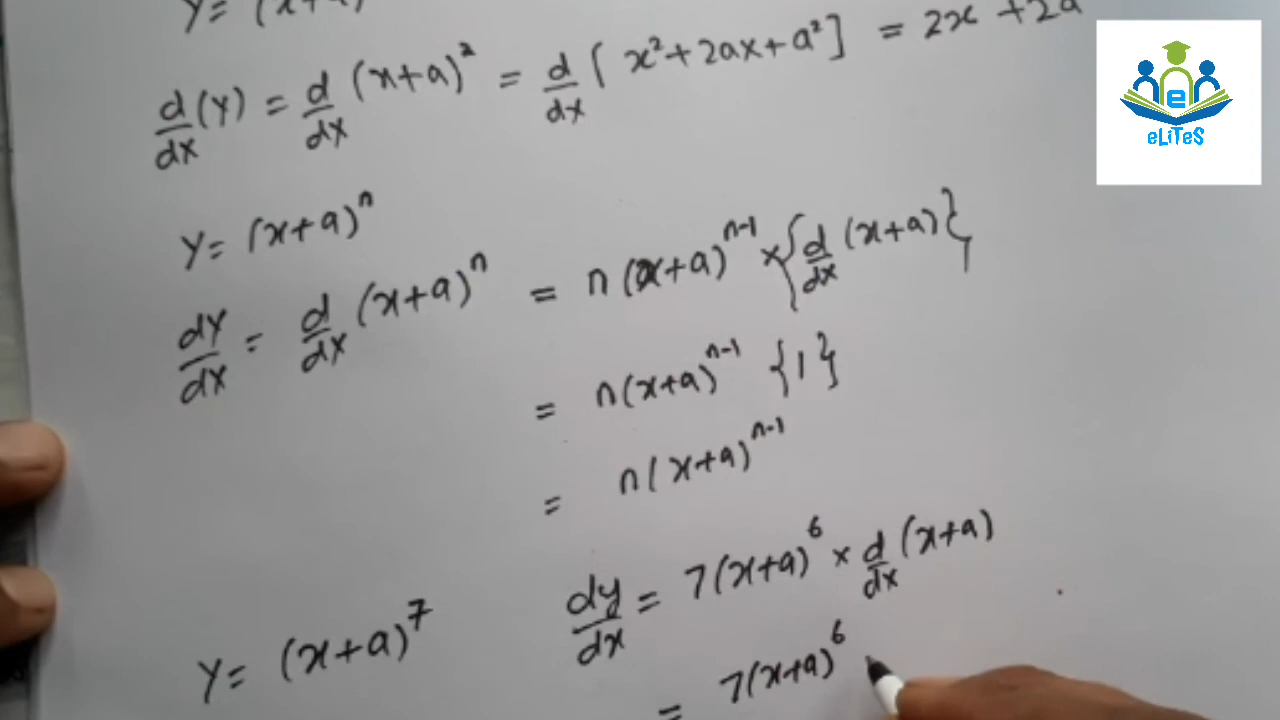 Y = (x+a)
d/dx (Y) = d/dx (x+a)² = d/dx [x²+2ax+a²] = 2x + 2a
eLiTeS
Y = (x+a)ⁿ
dY/dx = d/dx (x+a)ⁿ = n(x+a)ⁿ⁻¹ × {d/dx (x+a)}
= n(x+a)ⁿ⁻¹ {1}
= n(x+a)ⁿ⁻¹
Y = (x+a)⁷ dy/dx = 7(x+a)⁶ × d/dx (x+a)
= 7(x+a)⁶